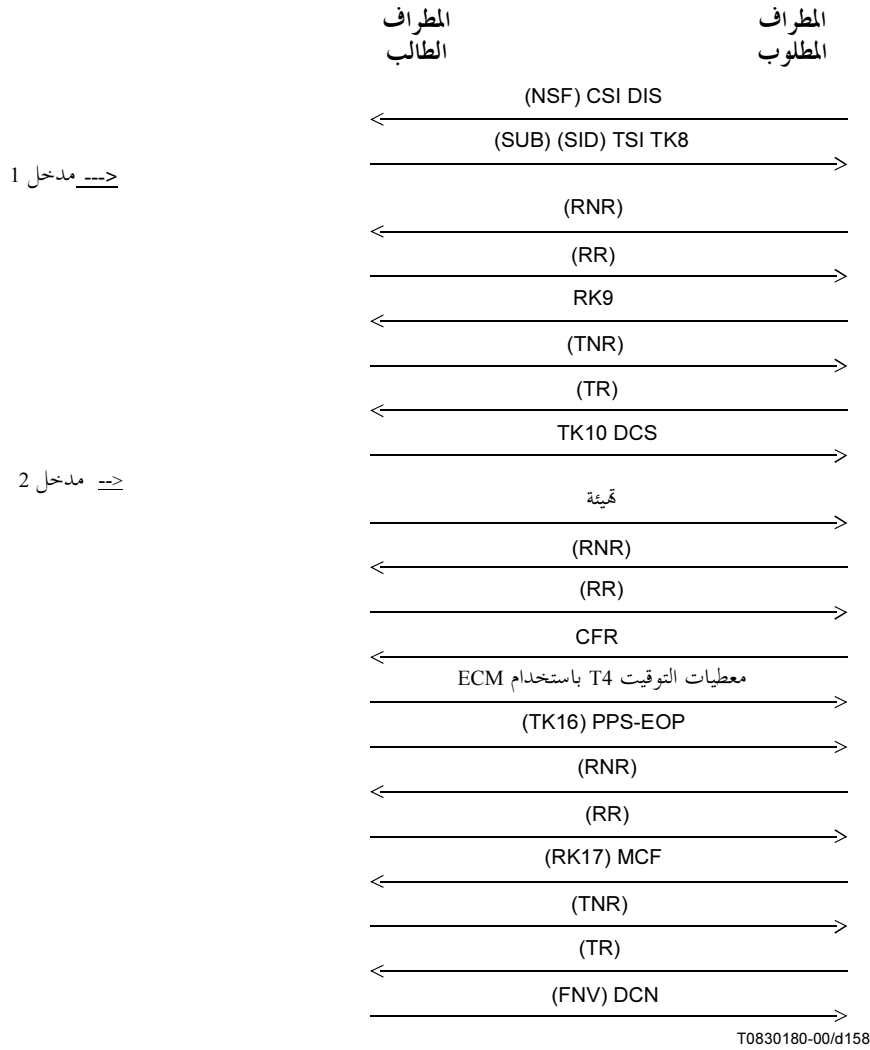 المطراف الطالب
المطراف المطلوب
(NSF) CSI DIS
(SUB) (SID) TSI TK8
<--- مدخل 1
(RNR)
(RR)
RK9
(TNR)
(TR)
TK10 DCS
<-- مدخل 2
تهيئة
(RNR)
(RR)
CFR
معطيات التوقيت T4 باستخدام ECM
(TK16) PPS-EOP
(RNR)
(RR)
(RK17) MCF
(TNR)
(TR)
(FNV) DCN
T0830180-00/d158